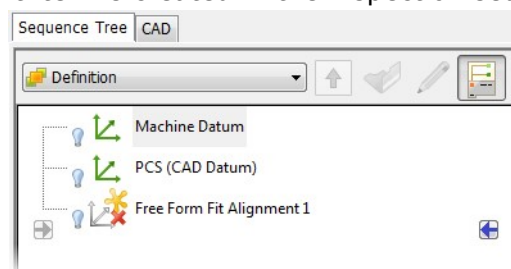 Sequence Tree CAD
Definition
Machine Datum
PCS (CAD Datum)
Free Form Fit Alignment 1